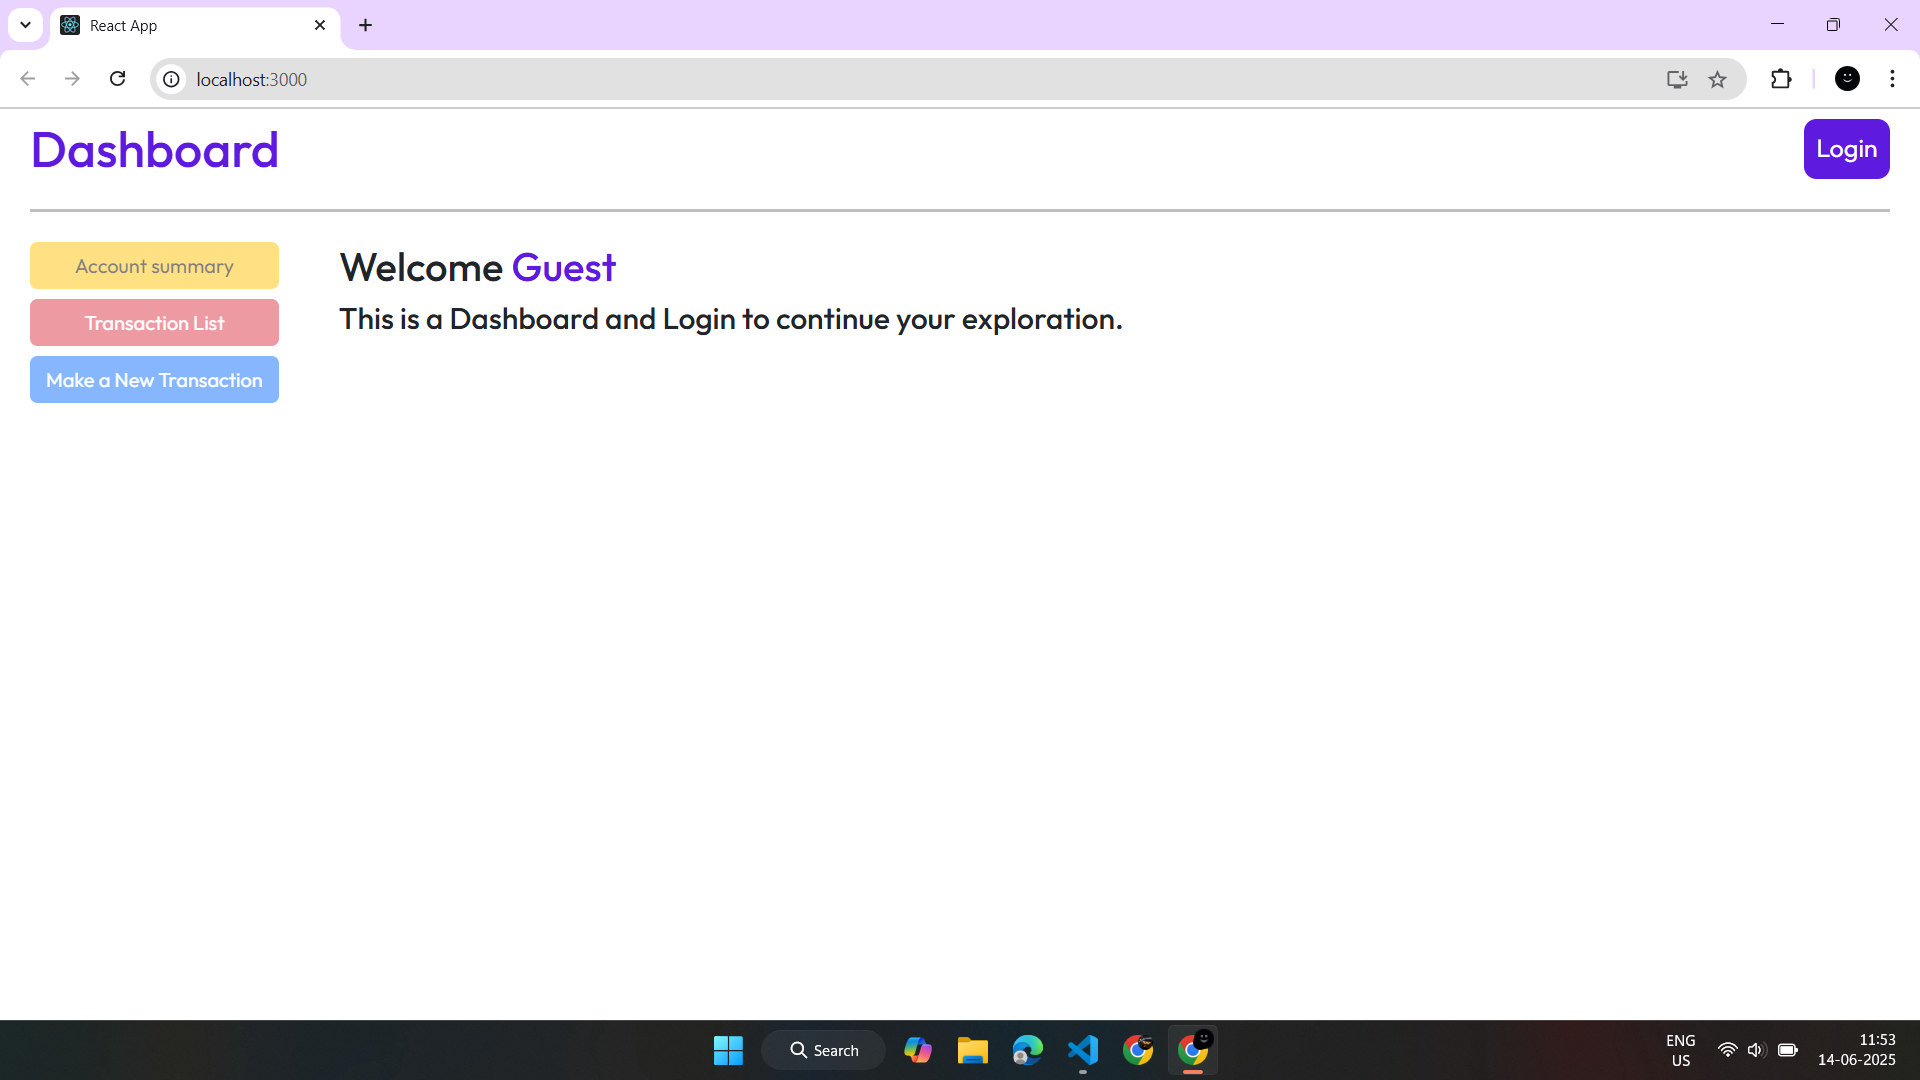 React App
localhost:3000
Dashboard
Login
Account summary
Transaction List
Make a New Transaction
Welcome Guest
This is a Dashboard and Login to continue your exploration.
Search
ENG
US
11:53
14-06-2025